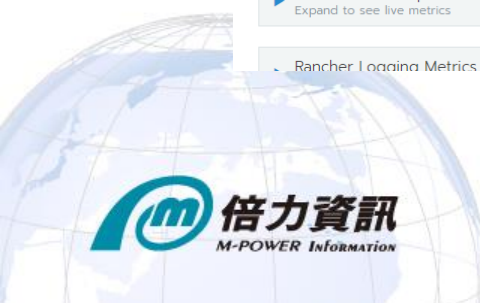 Expand to see live metrics
Rancher Logging Metrics
m 倍力資訊
M-POWER INFORMATION